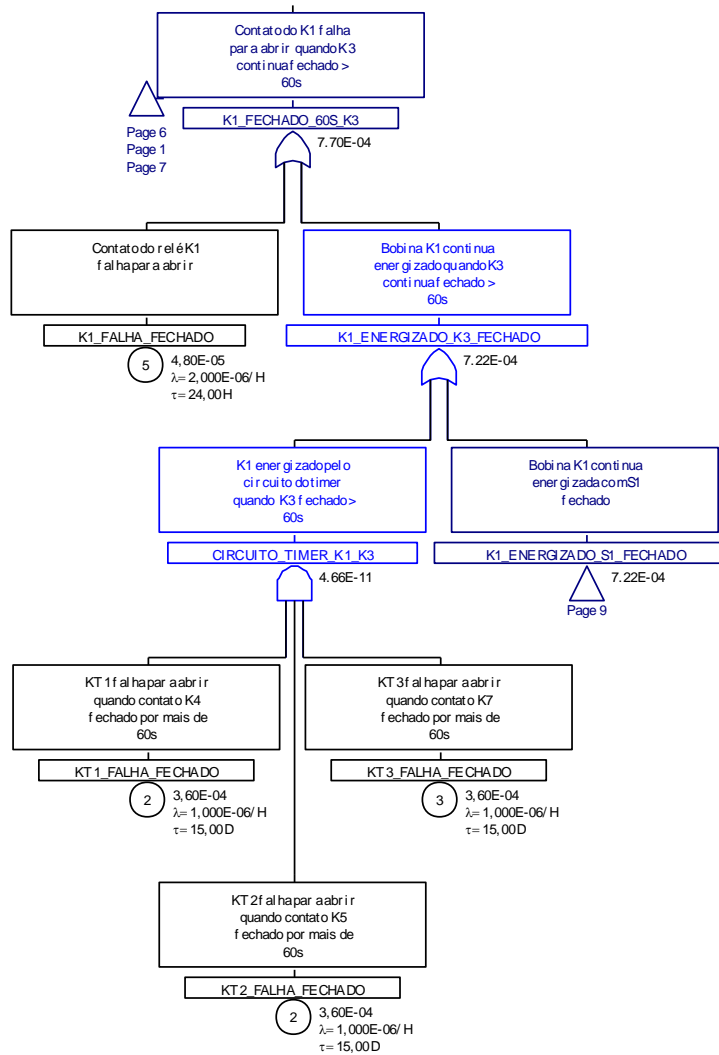 Contato do K1 falha
para abrir quando K3
continua fechado >
60s
K1_FECHADO_60S_K3
Page 6
Page 1
Page 7
7.70E-04
Contato do relé K1
falha para abrir
K1_FALHA_FECHADO
5
4,80E-05
λ= 2,000E-06/ H
τ= 24,00H
Bobina K1 continua
energizado quando K3
continua fechado >
60s
K1_ENERGIZADO_K3_FECHADO
7.22E-04
K1 energizado pelo
circuito do timer
quando K3 fechado >
60s
CIRCUITO_TIMER_K1_K3
4.66E-11
Bobina K1 continua
energizada com S1
fechado
K1_ENERGIZADO_S1_FECHADO
7.22E-04
Page 9
KT1 falha para abrir
quando contato K4
fechado por mais de
60s
KT1_FALHA_FECHADO
2
3,60E-04
λ= 1,000E-06/ H
τ= 15,00D
KT3 falha para abrir
quando contato K7
fechado por mais de
60s
KT3_FALHA_FECHADO
3
3,60E-04
λ= 1,000E-06/ H
τ= 15,00D
KT2 falha para abrir
quando contato K5
fechado por mais de
60s
KT2_FALHA_FECHADO
2
3,60E-04
λ= 1,000E-06/ H
τ= 15,00D